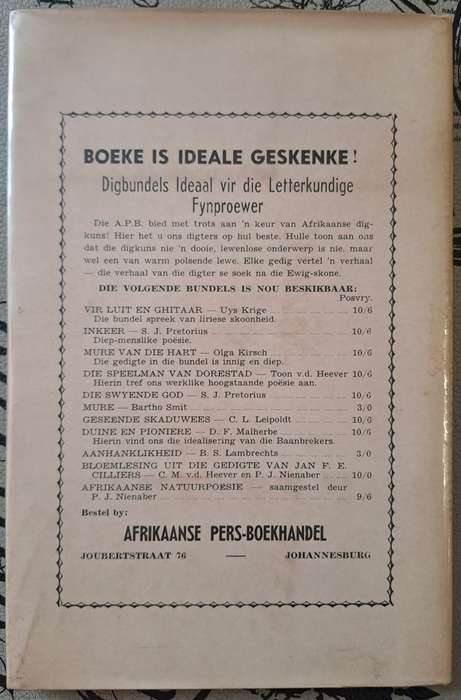 BOEKE IS IDEALE GESKENKE!
Digbundels Ideaal vir die Letterkundige
Fynproewer
Die A.P.B. bied met trots aan 'n keur van Afrikaanse dig-
kuns! Hier het u ons digters op hul beste. Hulle toon aan ons
dat die digkuns nie 'n dooie, lewenlose onderwerp is nie, maar
wel een van warm polsende lewe. Elke gedig vertel 'n verhaal
— die verhaal van die digter se soek na die Ewig-skone.
DIE VOLGENDE BUNDELS IS NOU BESKIKBAAR:
Posvry.
VIR LUIT EN GHITAAR — Uys Krige ........ 10/6
Die bundel spreek van liriese skoonheid.
INKEER — S. J. Pretorius ........ 10/6
Diep-menslike poësie.
MURE VAN DIE HART — Olga Kirsch ........ 10/6
Die gedigte in die bundel is innig en diep.
DIE SPEELMAN VAN DORESTAD — Toon v.d. Heever 10/6
Hierin tref ons werklike hoogstaande poësie aan.
DIE SWYENDE GOD — S. J. Pretorius ........ 10/6
MURE — Bartho Smit ........ 3/0
GESEENDE SKADUWEES — C. L. Leipoldt ........ 10/6
DUINE EN PIONIERE — D. F. Malherbe ........ 10/6
Hierin vind ons die idealisering van die Baanbrekers.
AANHANKLIKHEID — B. S. Lambrechts ........ 3/0
BLOEMLESING UIT DIE GEDIGTE VAN JAN F. E.
CILLIERS — C. M. v.d. Heever en P. J. Nienaber ........ 10/0
AFRIKAANSE NATUURPOËSIE — saamgestel deur
P. J. Nienaber ........ 9/6
Bestel by:
AFRIKAANSE PERS-BOEKHANDEL
JOUBERTSTRAAT 76 — JOHANNESBURG